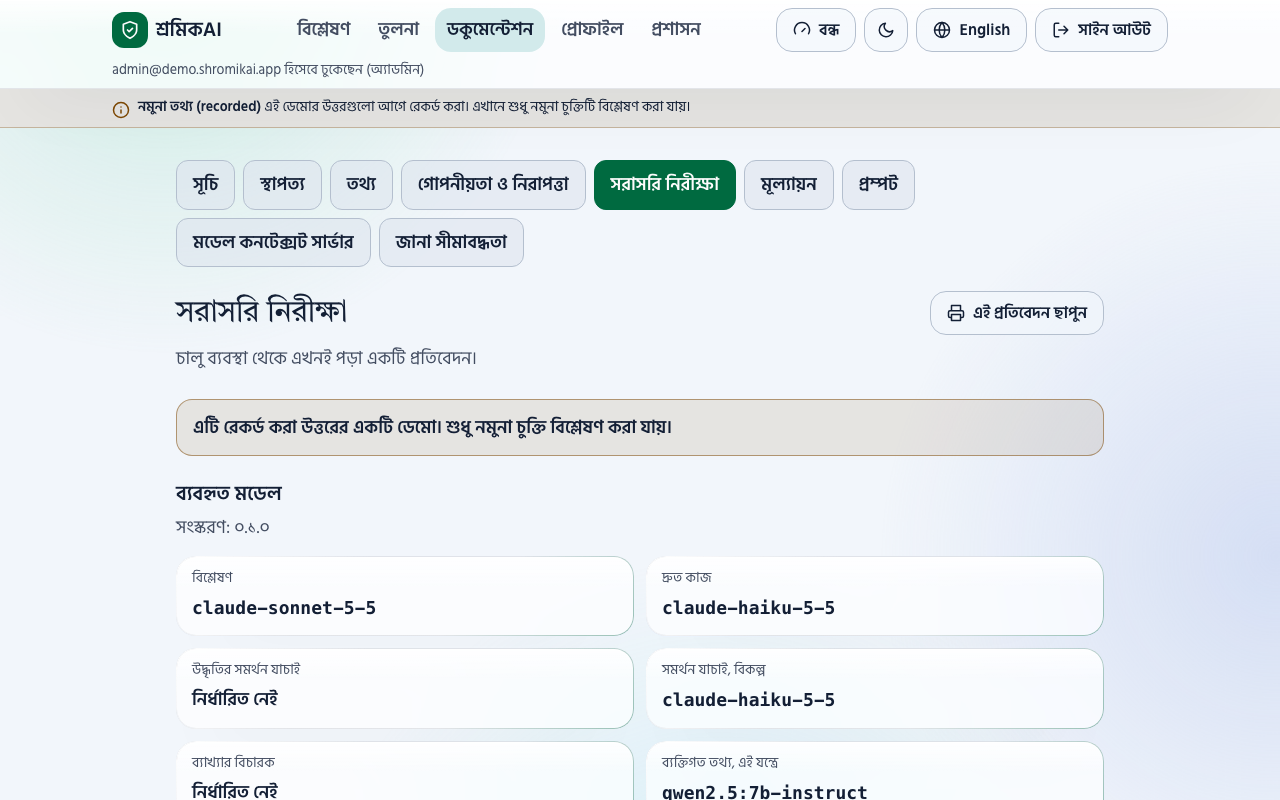 শ্রমিকAI
বিশ্লেষণ
তুলনা
ডকুমেন্টেশন
প্রোফাইল
প্রশাসন
বন্ধ
English
সাইন আউট
admin@demo.shromikai.app হিসেবে ঢুকেছেন (অ্যাডমিন)
নমুনা তথ্য (recorded) এই ডেমোর উত্তরগুলো আগে রেকর্ড করা। এখানে শুধু নমুনা চুক্তিটি বিশ্লেষণ করা যায়।
সূচি
স্থাপত্য
তথ্য
গোপনীয়তা ও নিরাপত্তা
সরাসরি নিরীক্ষা
মূল্যায়ন
প্রম্পট
মডেল কনটেক্সট সার্ভার
জানা সীমাবদ্ধতা
সরাসরি নিরীক্ষা
এই প্রতিবেদন ছাপুন
চালু ব্যবস্থা থেকে এখনই পড়া একটি প্রতিবেদন।
এটি রেকর্ড করা উত্তরের একটি ডেমো। শুধু নমুনা চুক্তি বিশ্লেষণ করা যায়।
ব্যবহৃত মডেল
সংস্করণ: ০.১.০
বিশ্লেষণ
claude-sonnet-5-5
দ্রুত কাজ
claude-haiku-5-5
উদ্ধৃতির সমর্থন যাচাই
নির্ধারিত নেই
সমর্থন যাচাই, বিকল্প
claude-haiku-5-5
ব্যাখ্যার বিচারক
নির্ধারিত নেই
ব্যক্তিগত তথ্য, এই যন্ত্রে
qwen2.5:7b-instruct